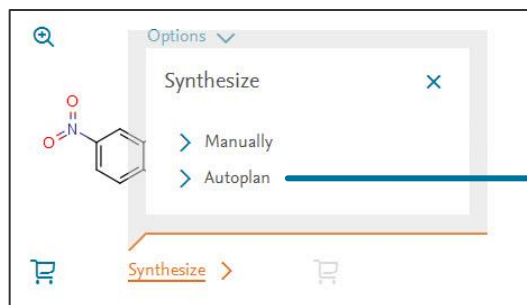 Options
Synthesize
O
N
O
Manually
Autoplan
Synthesize